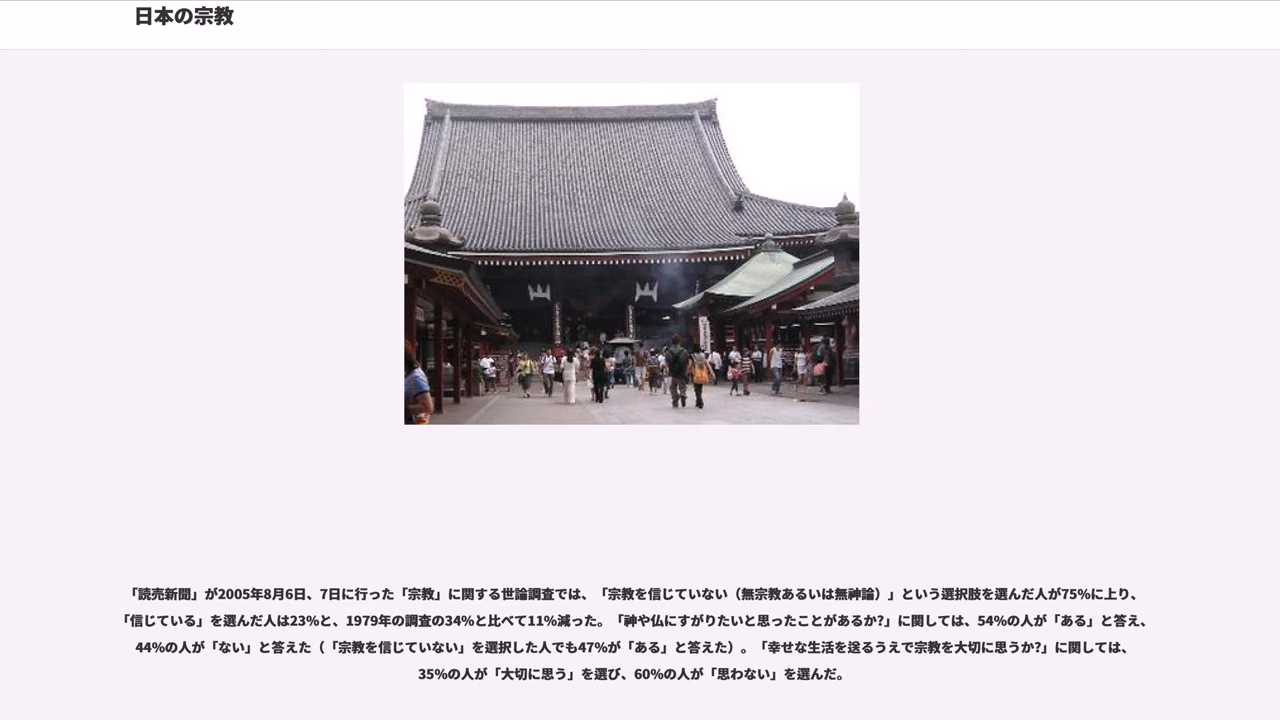 日本の宗教
「読売新聞」が2005年8月6日、7日に行った「宗教」に関する世論調査では、「宗教を信じていない（無宗教あるいは無神論）」という選択肢を選んだ人が75%に上り、
「信じている」を選んだ人は23%と、1979年の調査の34%と比べて11%減った。「神や仏にすがりたいと思ったことがあるか?」に関しては、54%の人が「ある」と答え、
44%の人が「ない」と答えた（「宗教を信じていない」を選択した人でも47%が「ある」と答えた）。「幸せな生活を送るうえで宗教を大切に思うか?」に関しては、
35%の人が「大切に思う」を選び、60%の人が「思わない」を選んだ。